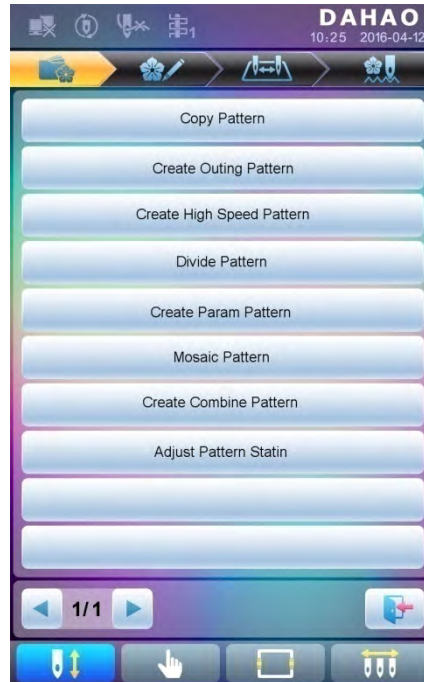 DAHAO
1
10:25 2016-04-12
Copy Pattern
Create Outing Pattern
Create High Speed Pattern
Divide Pattern
Create Param Pattern
Mosaic Pattern
Create Combine Pattern
Adjust Pattern Statin
1/1